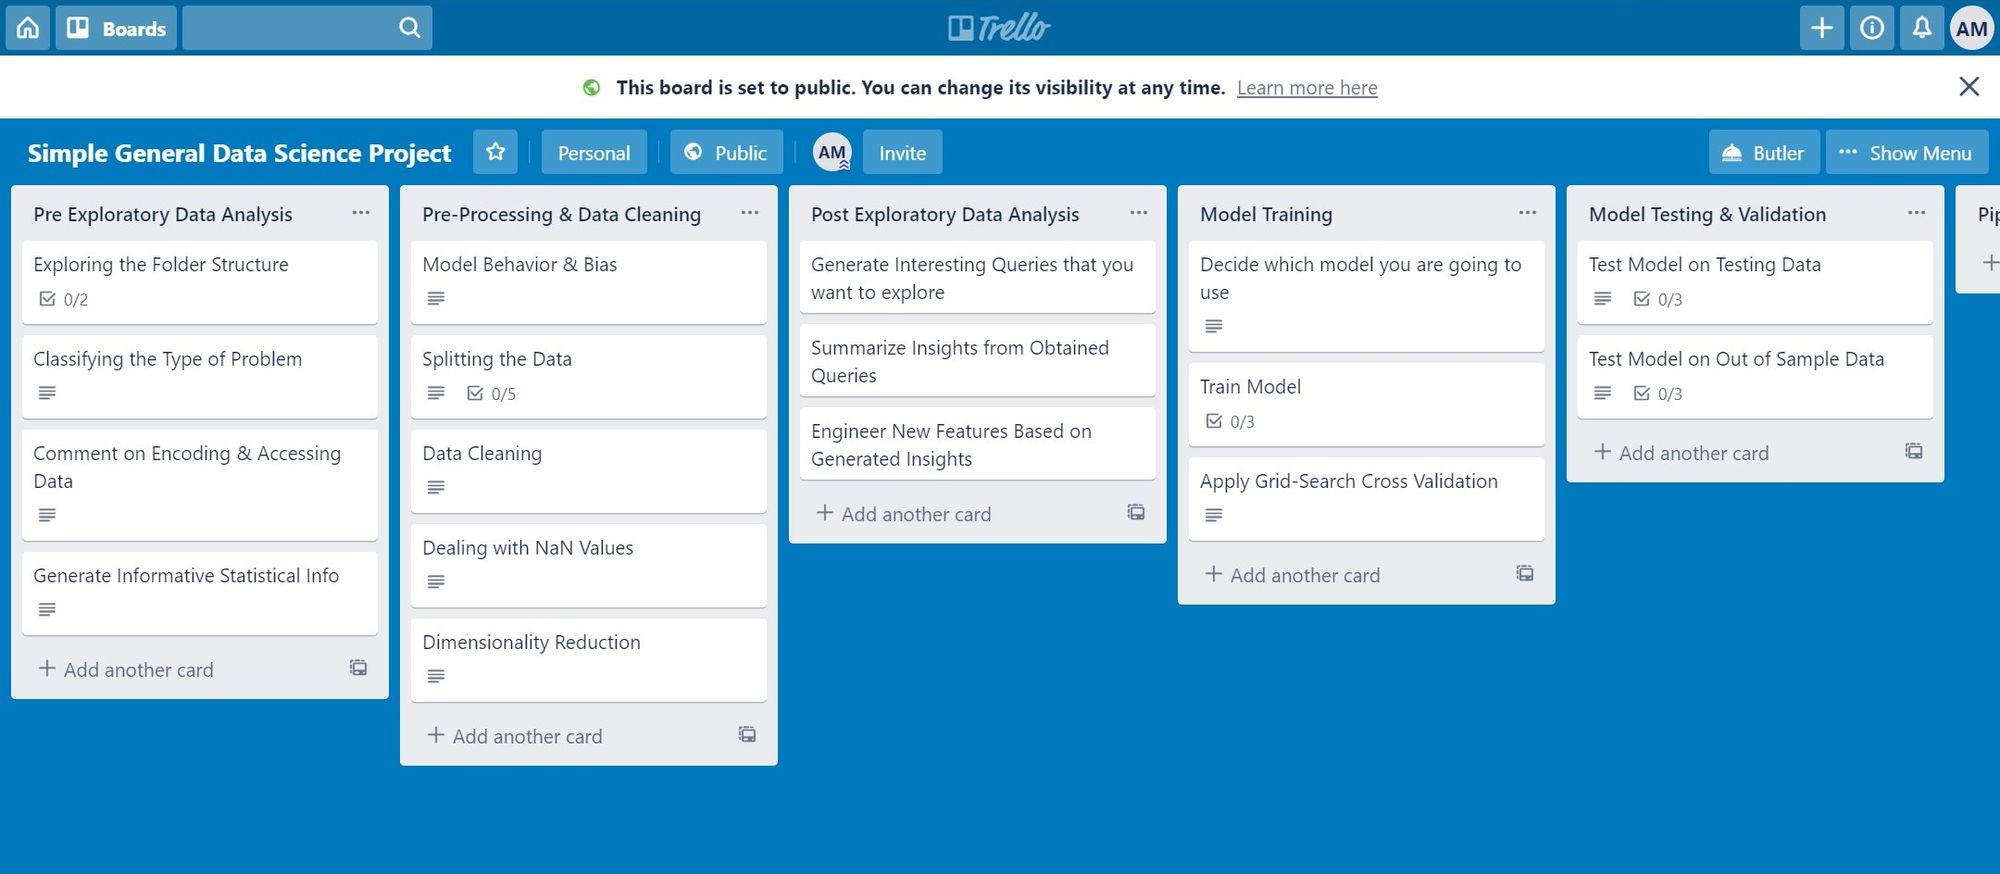 Boards
Trello
AM
This board is set to public. You can change its visibility at any time. Learn more here
Simple General Data Science Project
Personal
Public
AM
Invite
Butler
Show Menu
Pre Exploratory Data Analysis
Exploring the Folder Structure
0/2
Classifying the Type of Problem
Comment on Encoding & Accessing
Data
Generate Informative Statistical Info
+ Add another card
Pre-Processing & Data Cleaning
Model Behavior & Bias
Splitting the Data
0/5
Data Cleaning
Dealing with NaN Values
Dimensionality Reduction
+ Add another card
Post Exploratory Data Analysis
Generate Interesting Queries that you
want to explore
Summarize Insights from Obtained
Queries
Engineer New Features Based on
Generated Insights
+ Add another card
Model Training
Decide which model you are going to
use
Train Model
0/3
Apply Grid-Search Cross Validation
+ Add another card
Model Testing & Validation
Test Model on Testing Data
0/3
Test Model on Out of Sample Data
0/3
+ Add another card